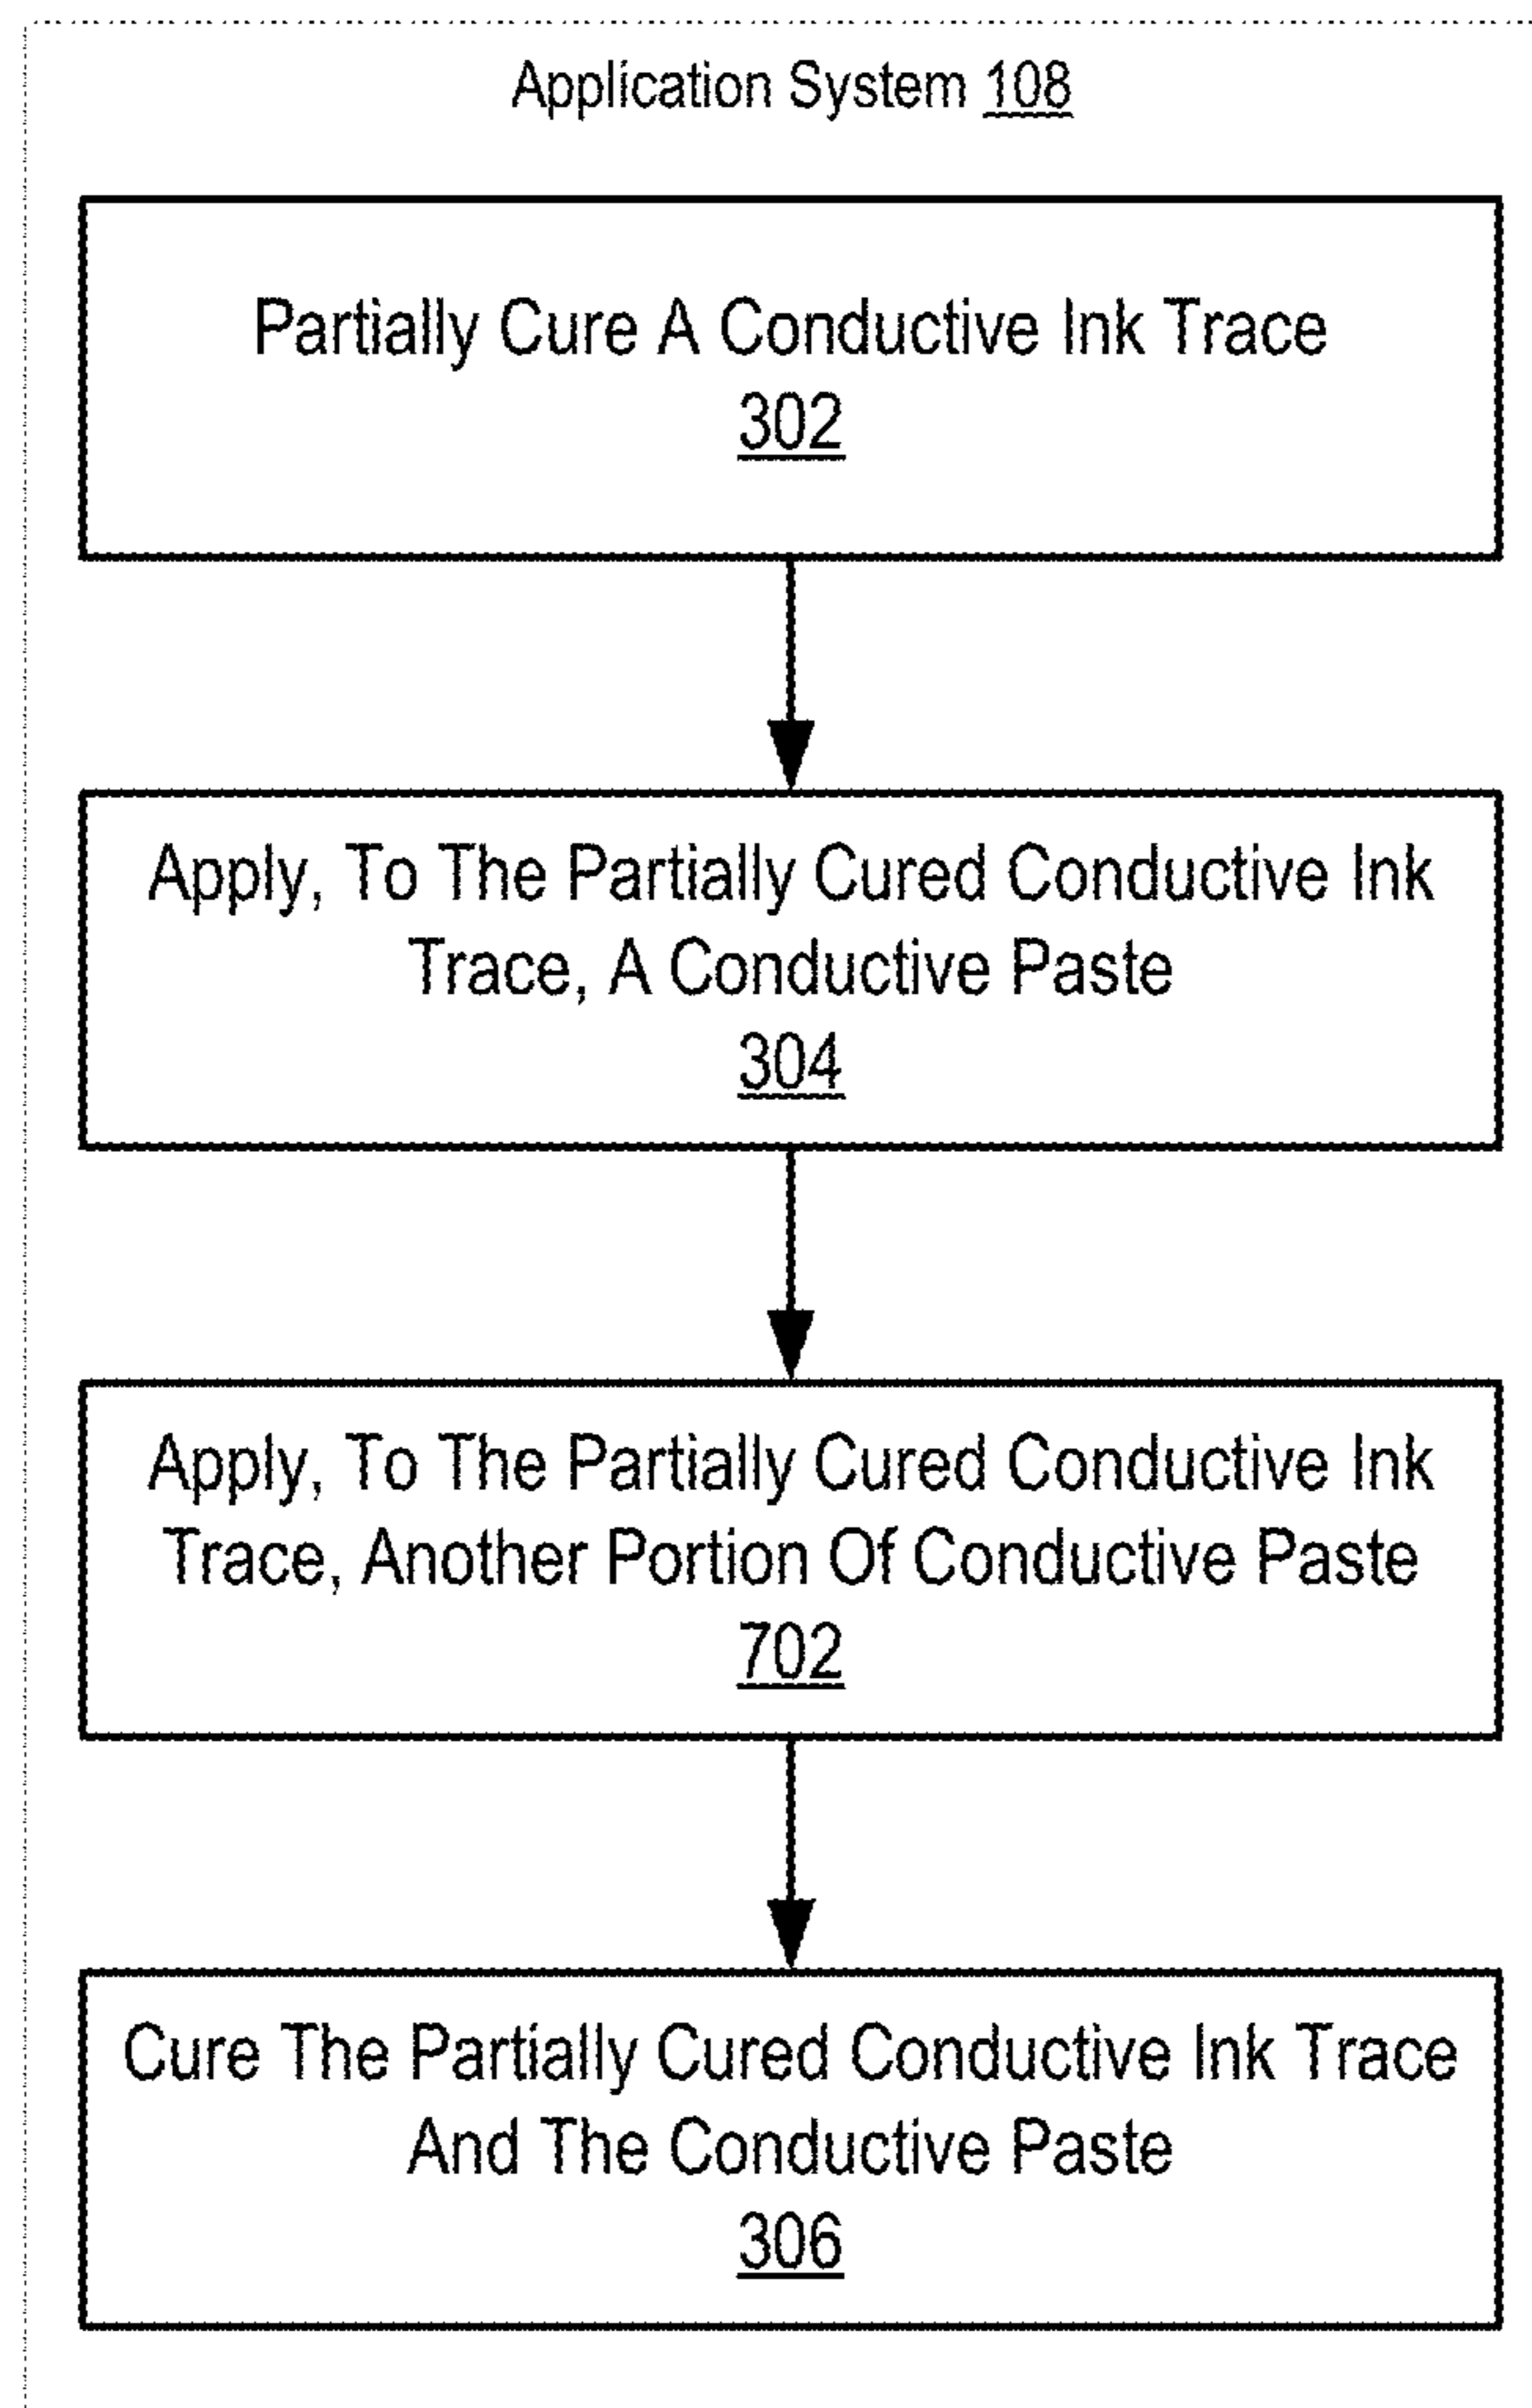 Application System 108
Partially Cure A Conductive Ink Trace
302
Apply, To The Partially Cured Conductive Ink
Trace, A Conductive Paste
304
Apply, To The Partially Cured Conductive Ink
Trace, Another Portion Of Conductive Paste
702
Cure The Partially Cured Conductive Ink Trace
And The Conductive Paste
306